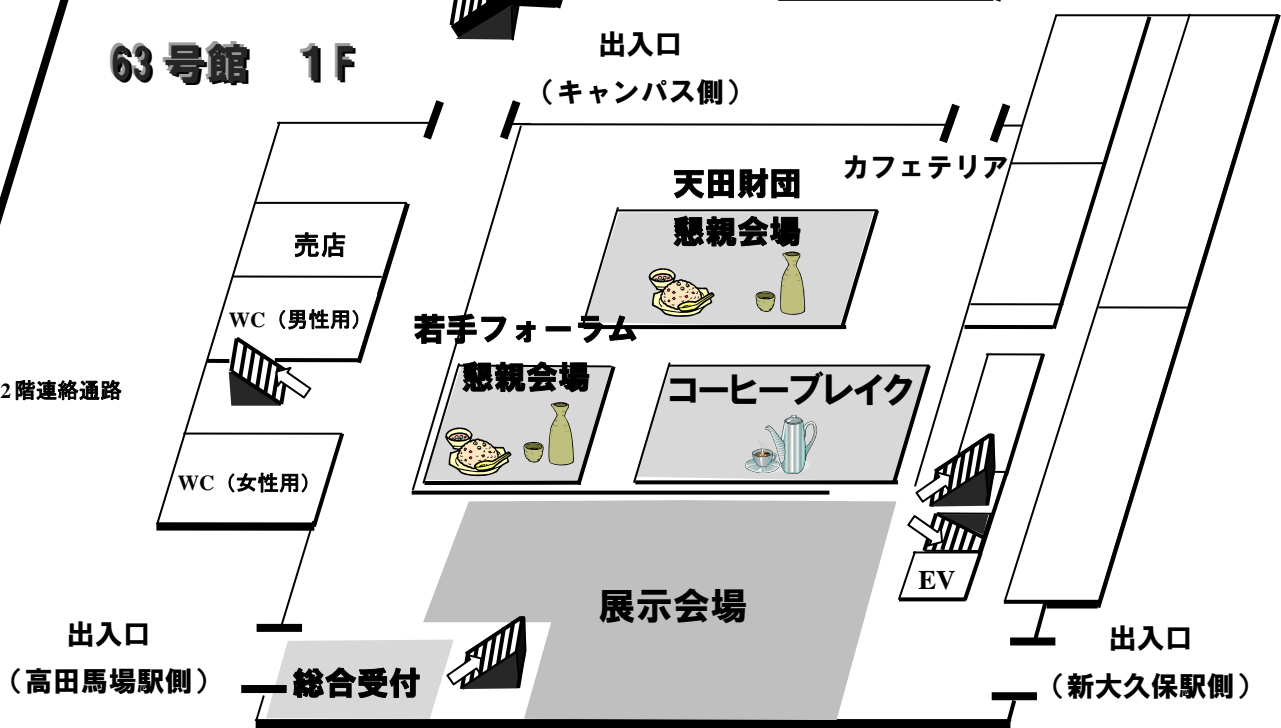 63号館　1F
出入口
（キャンパス側）
カフェテリア
天田財団
懇親会場
売店
WC（男性用）
若手フォーラム
懇親会場
コーヒーブレイク
2階連絡通路
WC（女性用）
EV
展示会場
出入口
（高田馬場駅側）
総合受付
出入口
（新大久保駅側）